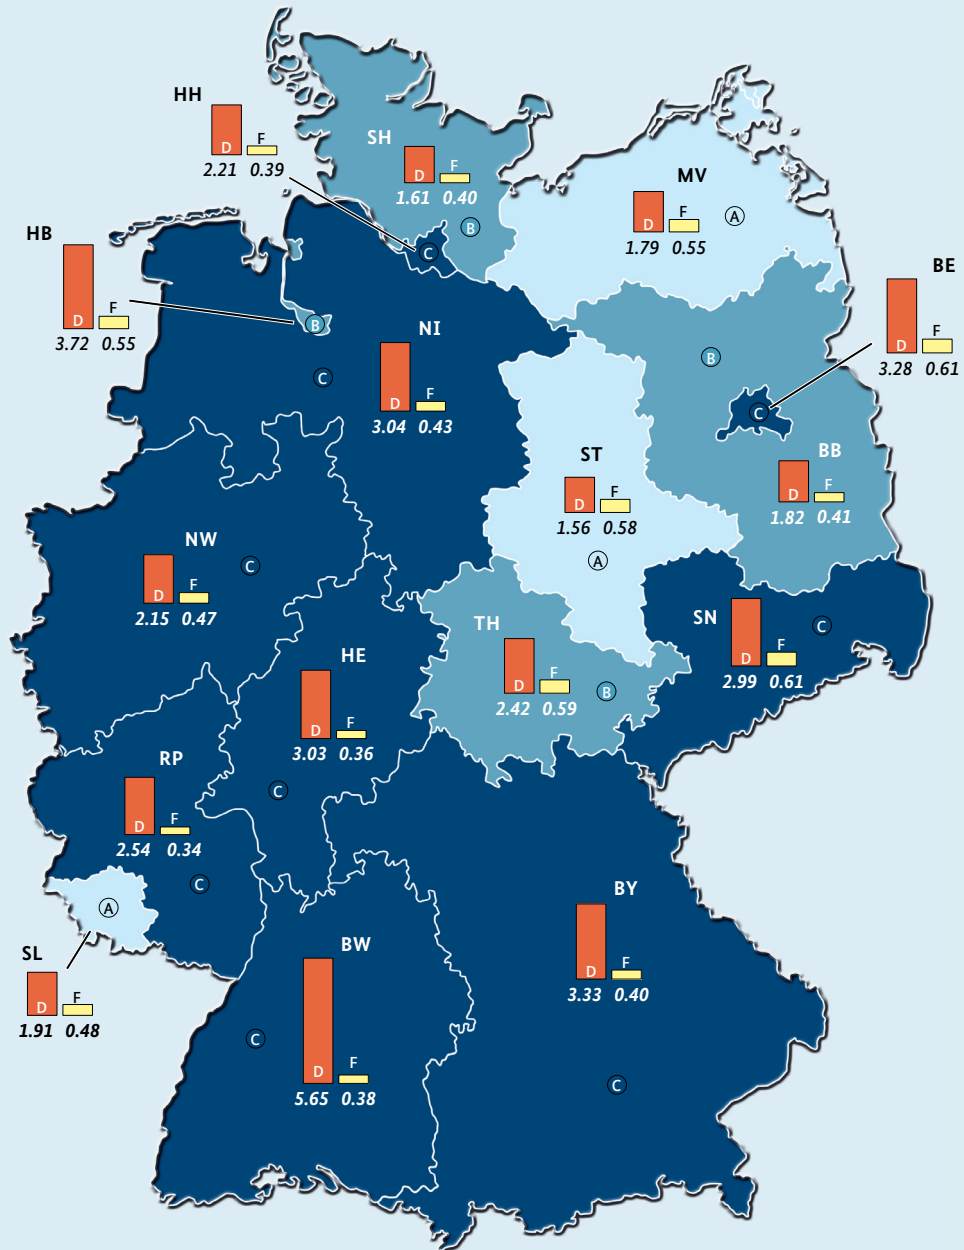 HH
D F
2.21 0.39
SH
D F
1.61 0.40
B
MV
D F
1.79 0.55
A
HB
D F
3.72 0.55
B
C
BE
D F
3.28 0.61
C
NI
D F
3.04 0.43
C
B
BB
D F
1.82 0.41
ST
D F
1.56 0.58
A
NW
D F
2.15 0.47
C
SN
D F
2.99 0.61
C
TH
D F
2.42 0.59
B
HE
D F
3.03 0.36
C
RP
D F
2.54 0.34
C
A
SL
D F
1.91 0.48
BW
D F
5.65 0.38
C
BY
D F
3.33 0.40
C